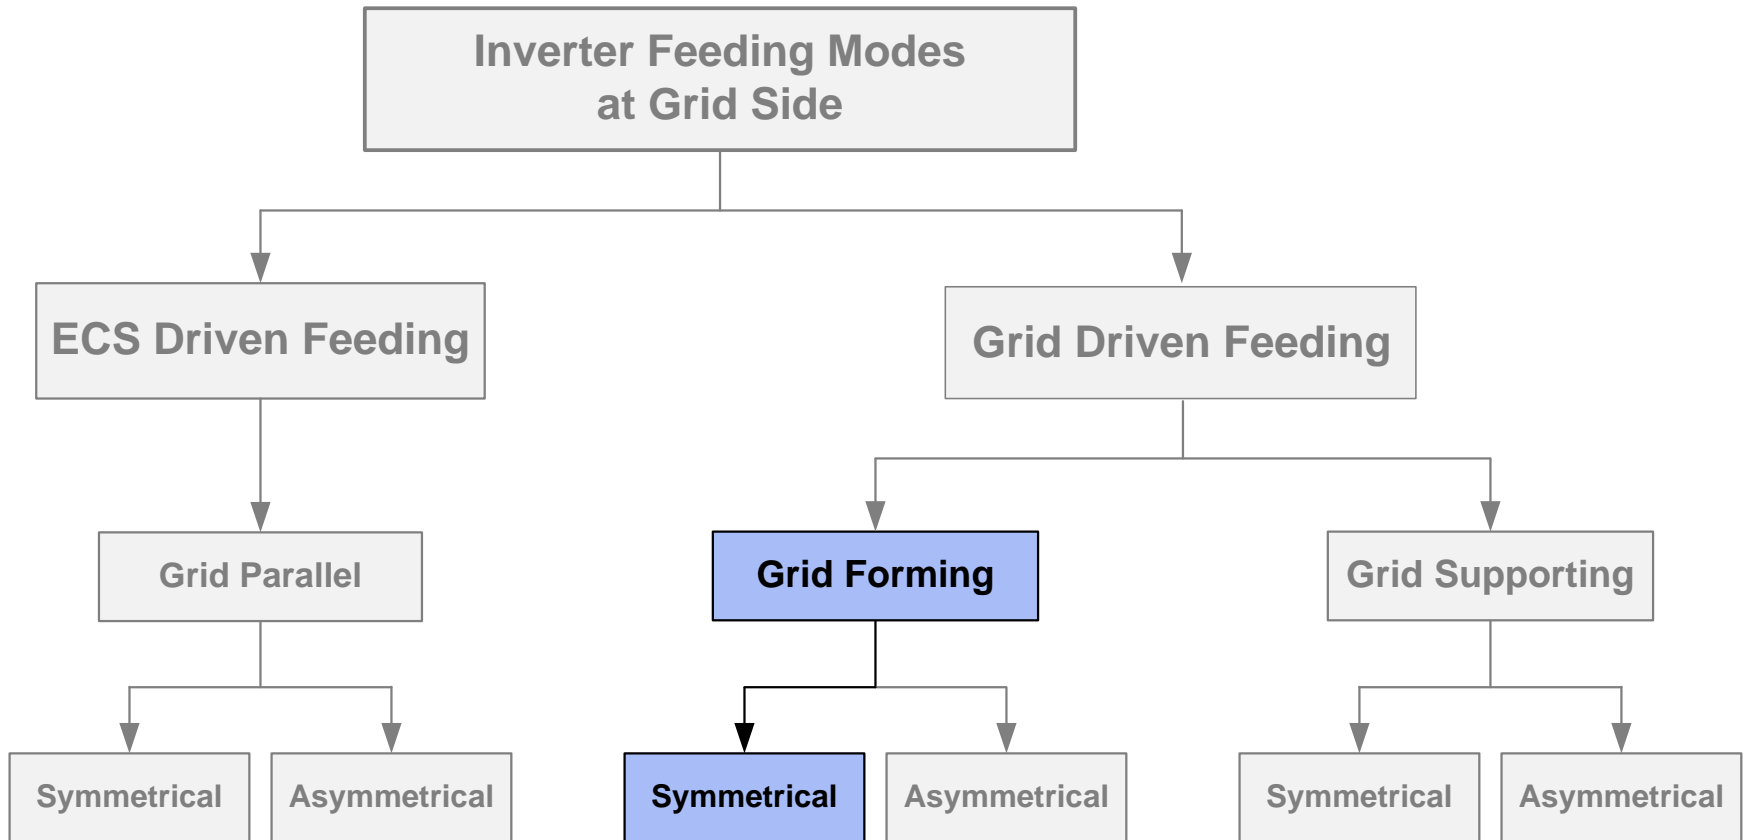 Inverter Feeding Modes
at Grid Side
ECS Driven Feeding
Grid Driven Feeding
Grid Parallel
Grid Forming
Grid Supporting
Symmetrical
Asymmetrical
Symmetrical
Asymmetrical
Symmetrical
Asymmetrical